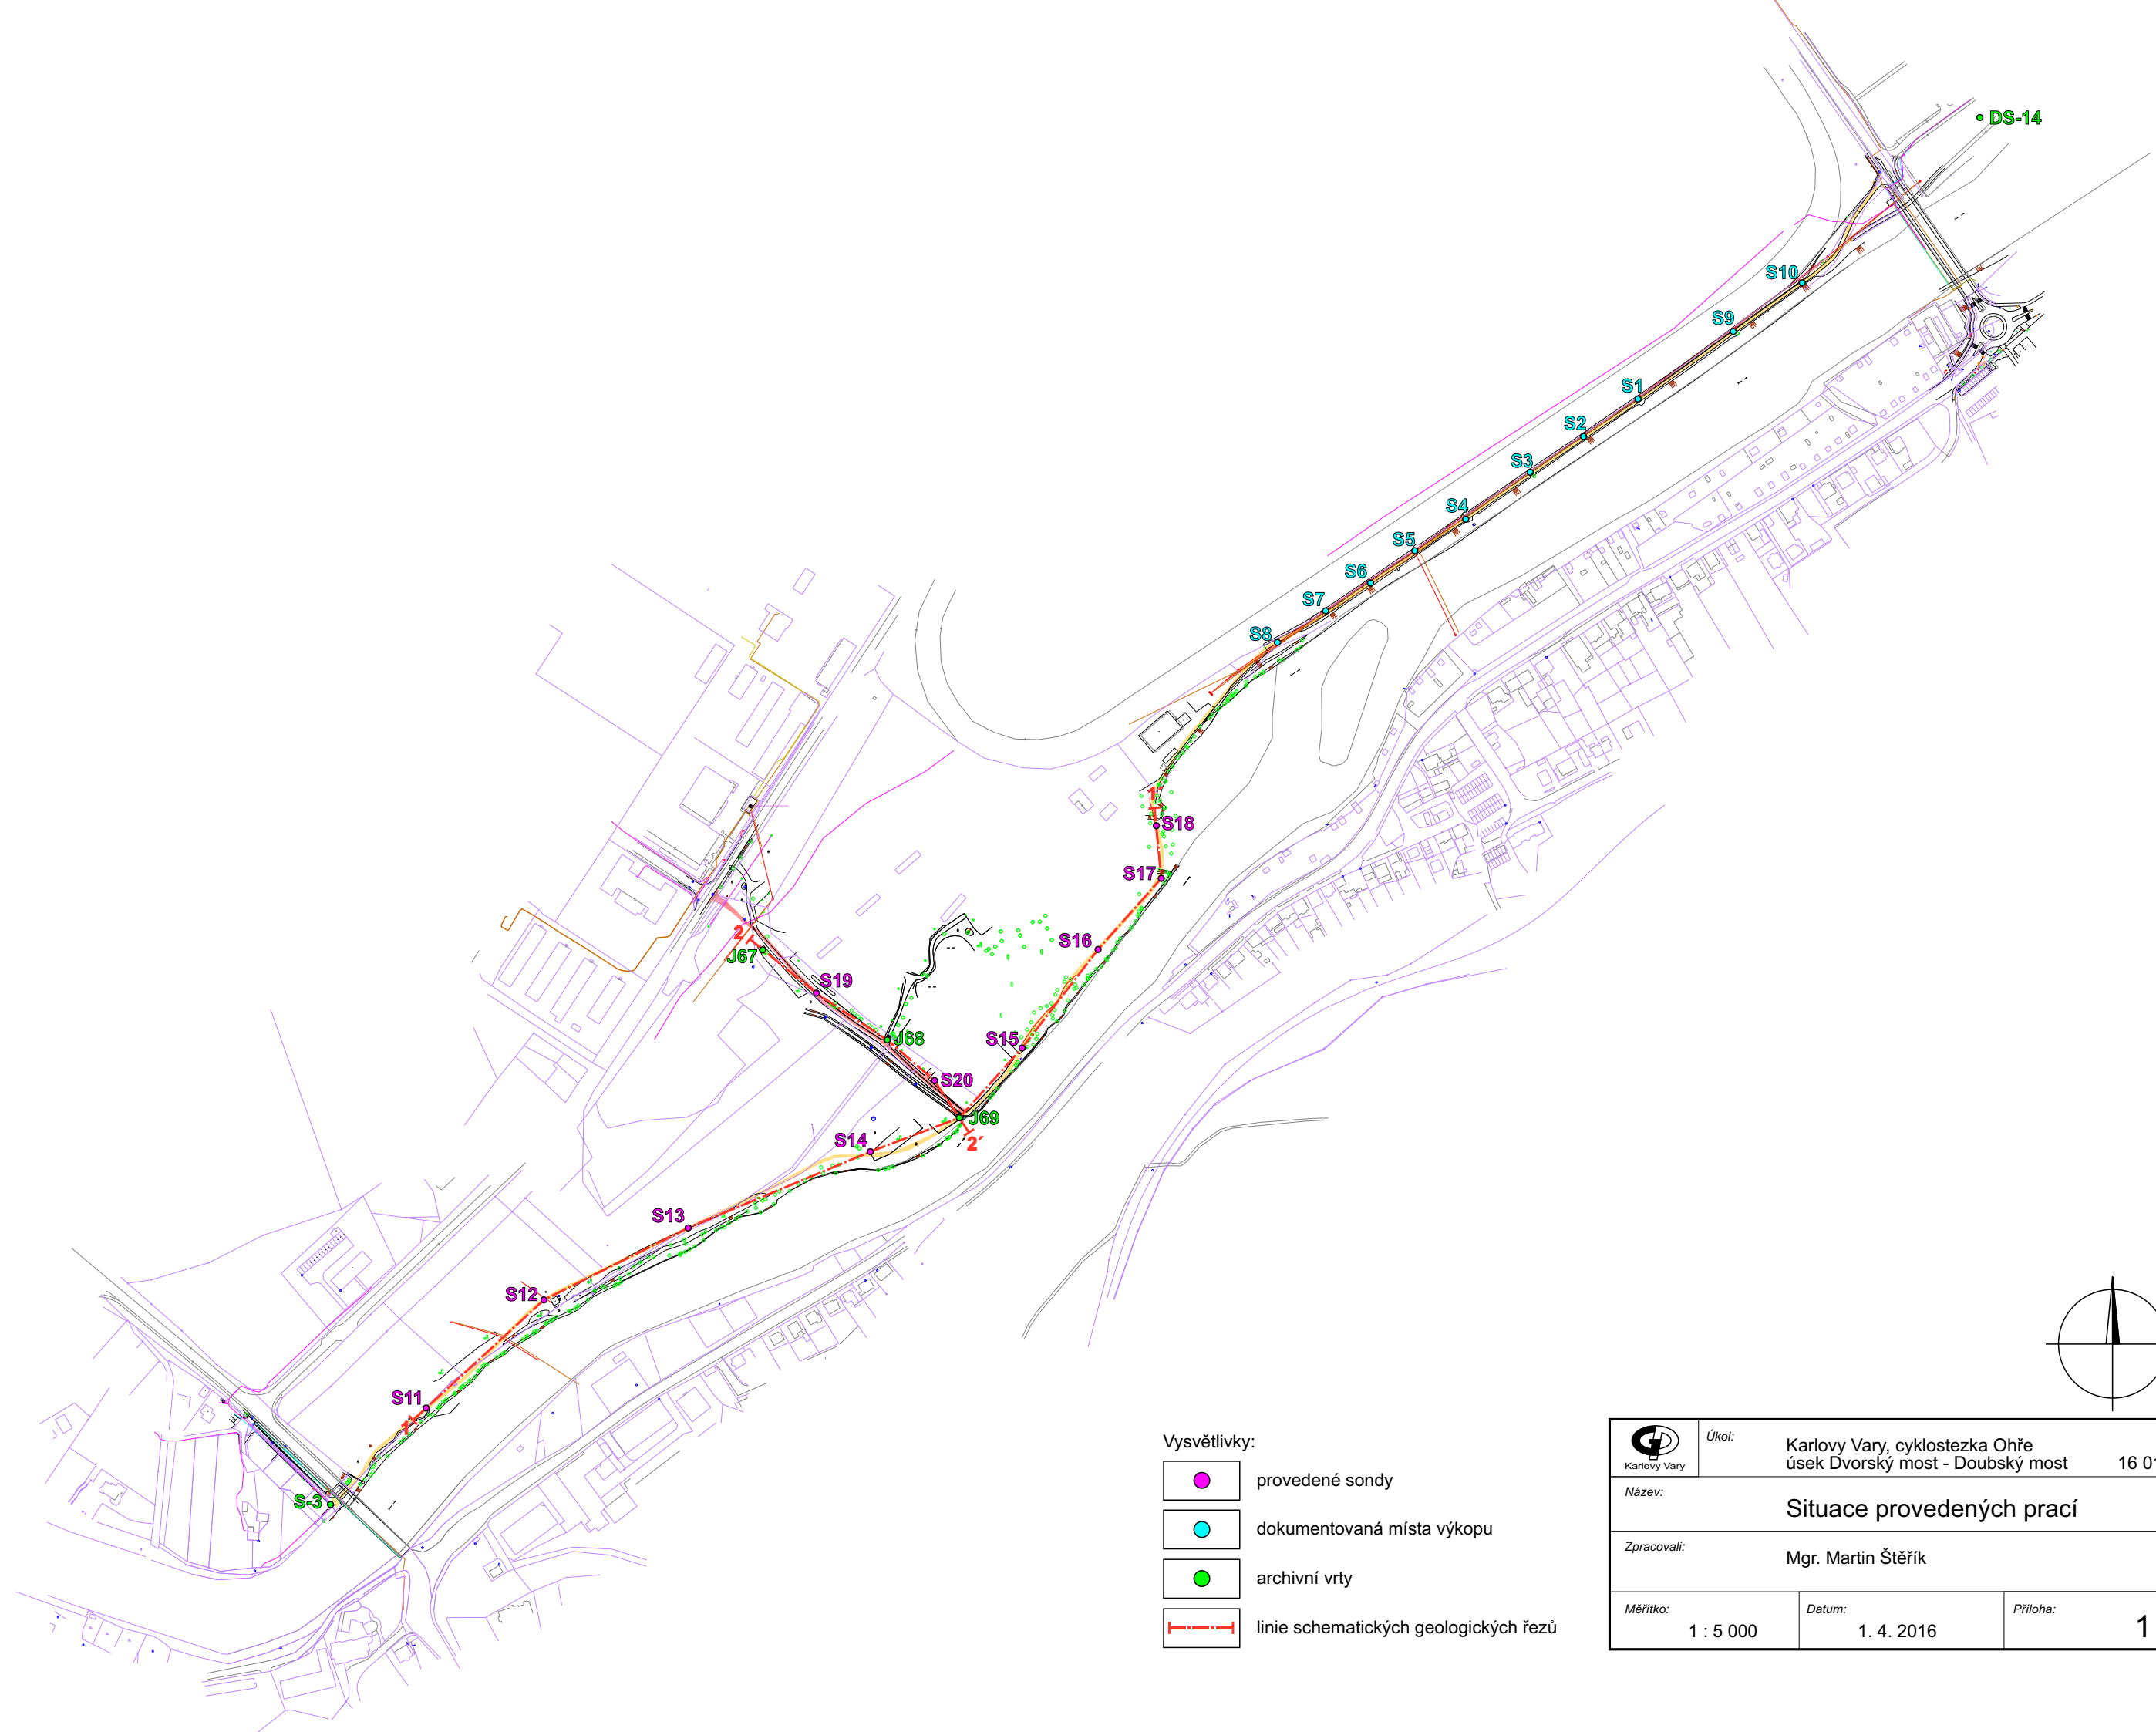 DS-14
S10
S9
S1
S2
S3
S4
S5
S6
S7
S8
1
S18
S17
S16
2
J67
S19
S15
J68
S20
J69
2´
S14
S13
S12
S11
1´
S-3
Vysvětlivky:
provedené sondy
dokumentovaná místa výkopu
archivní vrty
linie schematických geologických řezů
Karlovy Vary
Úkol:
Karlovy Vary, cyklostezka Ohře
úsek Dvorský most - Doubský most 16 01
Název:
Situace provedených prací
Zpracovali:
Mgr. Martin Štěřík
Měřítko:
1 : 5 000
Datum:
1. 4. 2016
Příloha:
1